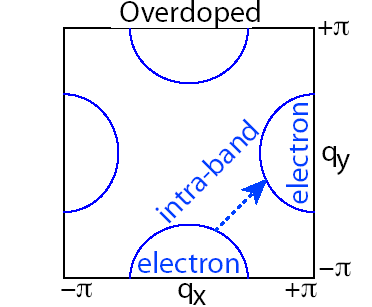 Overdoped
+π
intra-band
electron
qy
electron
−π
−π
qx
+π